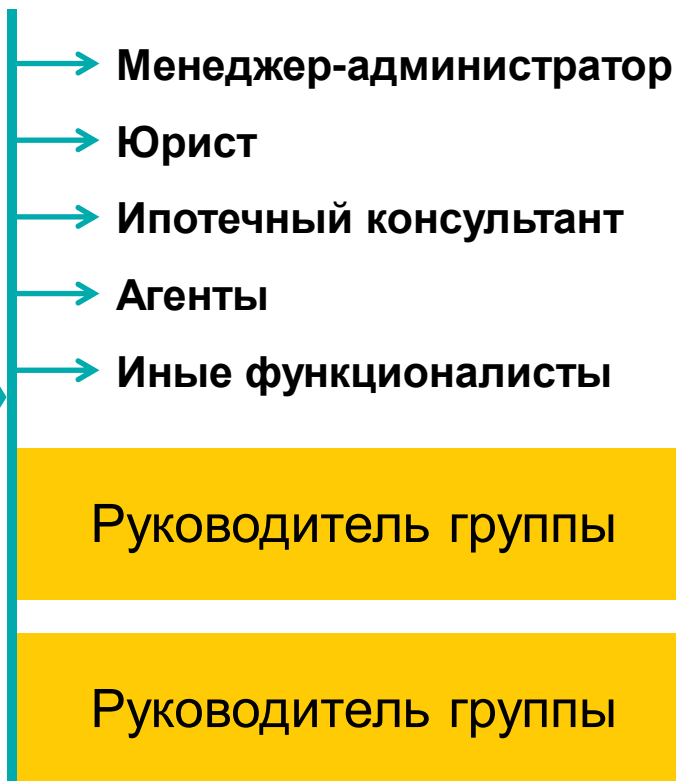 Менеджер-администратор
Юрист
Ипотечный консультант
Агенты
Иные функционалисты
Руководитель группы
Руководитель группы